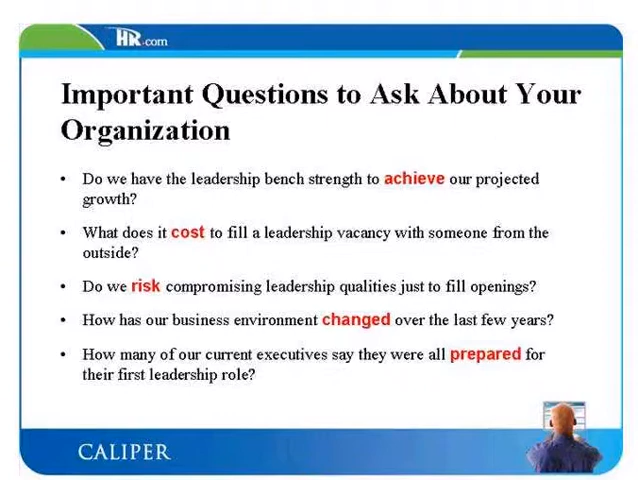 HR.com
Important Questions to Ask About Your
Organization
• Do we have the leadership bench strength to achieve our projected
growth?
• What does it cost to fill a leadership vacancy with someone from the
outside?
• Do we risk compromising leadership qualities just to fill openings?
• How has our business environment changed over the last few years?
• How many of our current executives say they were all prepared for
their first leadership role?
CALIPER